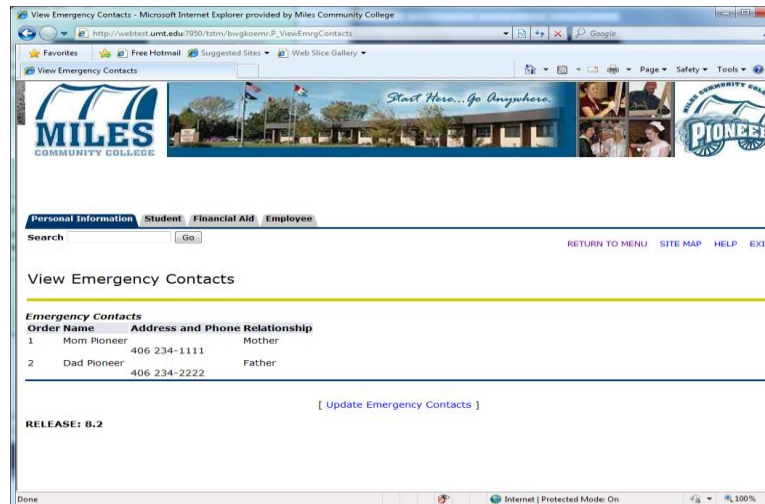 View Emergency Contacts - Microsoft Internet Explorer provided by Miles Community College
http://webtest.umt.edu:7950/tstm/bwgkoemr.P_ViewEmrgContacts
Google
Favorites Free Hotmail Suggested Sites Web Slice Gallery
View Emergency Contacts
Page Safety Tools
MILES
COMMUNITY COLLEGE
Start Here...Go Anywhere.
MILES COMMUNITY
PIONEE
Personal Information Student Financial Aid Employee
Search Go
RETURN TO MENU SITE MAP HELP EXI
View Emergency Contacts
Emergency Contacts
Order Name Address and Phone Relationship
1 Mom Pioneer Mother
406 234-1111
2 Dad Pioneer Father
406 234-2222
[ Update Emergency Contacts ]
RELEASE: 8.2
Done Internet | Protected Mode: On 100%